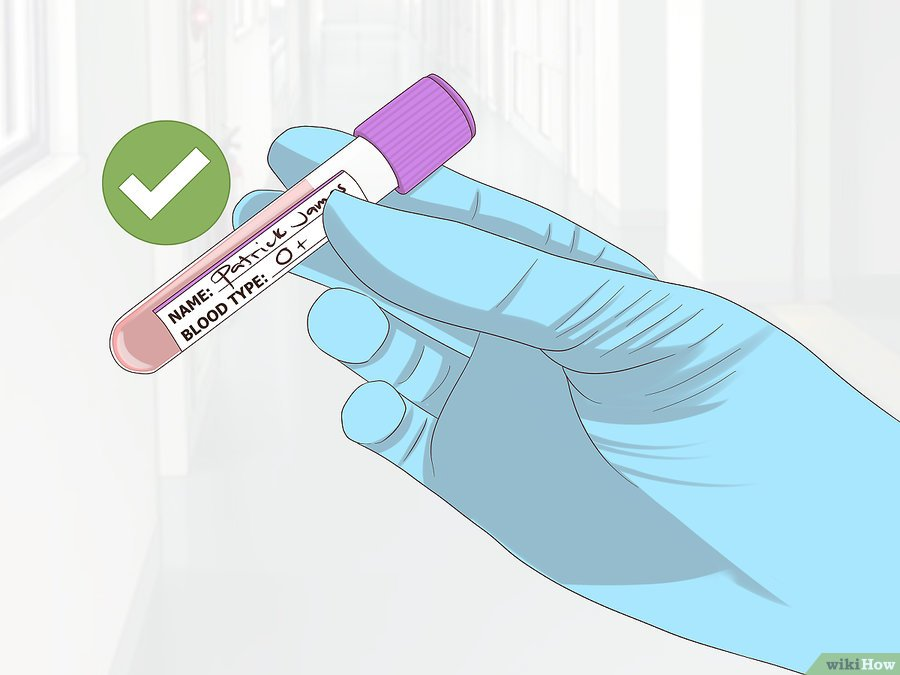 NAME: Patrick James
BLOOD TYPE: O+
wikiHow